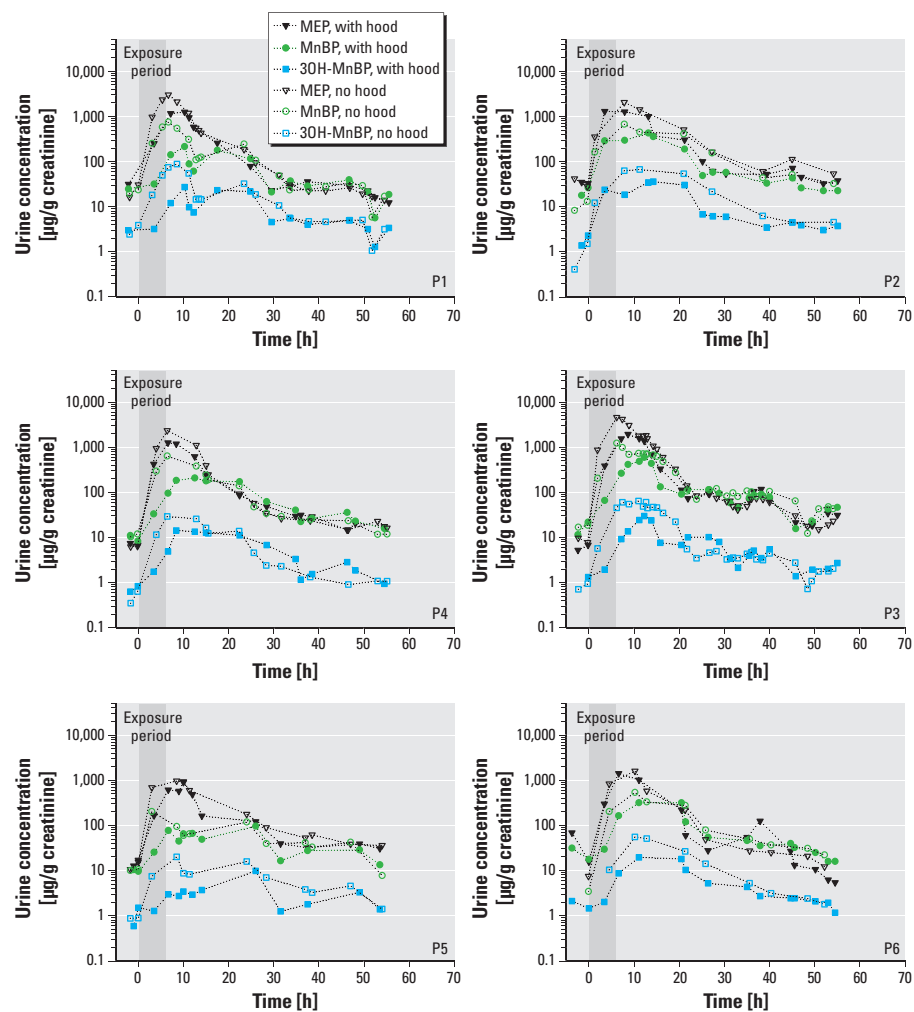 MEP, with hood
MnBP, with hood
3OH-MnBP, with hood
MEP, no hood
MnBP, no hood
3OH-MnBP, no hood
Exposure
period
Urine concentration
[μg/g creatinine]
10,000
1,000
100
10
1
0.1
0 10 20 30 40 50 60 70
Time [h]
P1
Exposure
period
Urine concentration
[μg/g creatinine]
10,000
1,000
100
10
1
0.1
0 10 20 30 40 50 60 70
Time [h]
P2
Exposure
period
Urine concentration
[μg/g creatinine]
10,000
1,000
100
10
1
0.1
0 10 20 30 40 50 60 70
Time [h]
P4
Exposure
period
Urine concentration
[μg/g creatinine]
10,000
1,000
100
10
1
0.1
0 10 20 30 40 50 60 70
Time [h]
P3
Exposure
period
Urine concentration
[μg/g creatinine]
10,000
1,000
100
10
1
0.1
0 10 20 30 40 50 60 70
Time [h]
P5
Exposure
period
Urine concentration
[μg/g creatinine]
10,000
1,000
100
10
1
0.1
0 10 20 30 40 50 60 70
Time [h]
P6